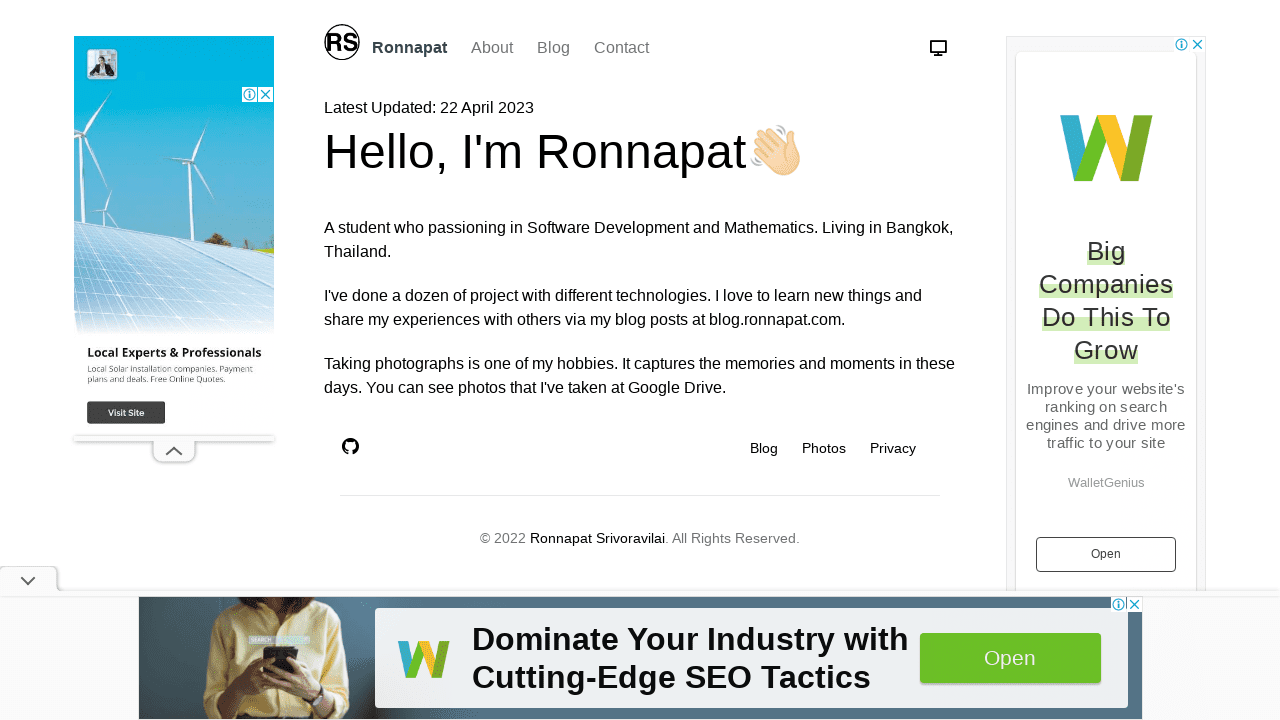 RS
Ronnapat About Blog Contact
Latest Updated: 22 April 2023
Hello, I'm Ronnapat👋🏻
A student who passioning in Software Development and Mathematics. Living in Bangkok,
Thailand.
I've done a dozen of project with different technologies. I love to learn new things and
share my experiences with others via my blog posts at blog.ronnapat.com.
Taking photographs is one of my hobbies. It captures the memories and moments in these
days. You can see photos that I've taken at Google Drive.
Blog Photos Privacy
© 2022 Ronnapat Srivoravilai. All Rights Reserved.
Local Experts & Professionals
Local Solar installation companies. Payment
plans and deals. Free Online Quotes.
Visit Site
W
Big
Companies
Do This To
Grow
Improve your website's
ranking on search
engines and drive more
traffic to your site
WalletGenius
Open
SEARCH
W
Dominate Your Industry with
Cutting-Edge SEO Tactics
Open